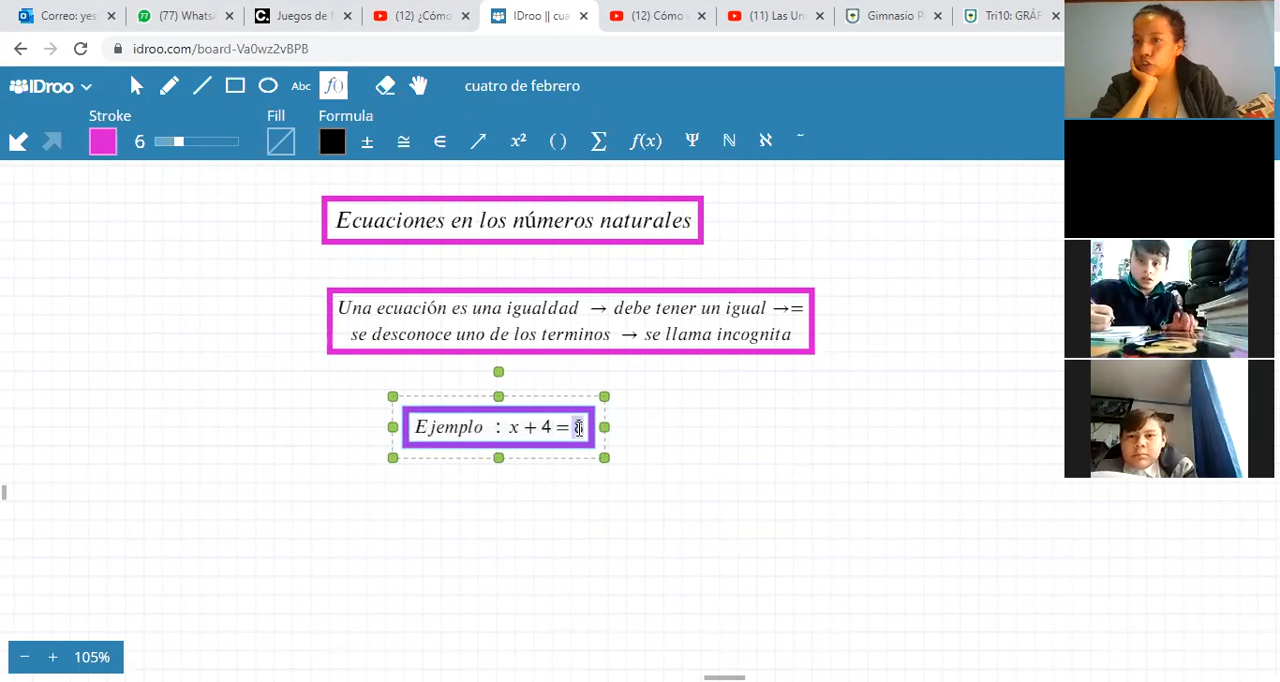 Correo: yes
(77) Whats
Juegos de
(12) ¿Cómo
IDroo || cua
(12) Cómo
(11) Las Un
Gimnasio P
Tri10: GRÁF
idroo.com/board-Va0wz2vBPB
IDroo
Abc
f()
cuatro de febrero
Stroke
Fill
Formula
6
± ≅ ∈ ↗ x² ( ) ∑ f(x) Ψ ℕ ℵ ~
Ecuaciones en los números naturales
Una ecuación es una igualdad → debe tener un igual →=
se desconoce uno de los terminos → se llama incognita
Ejemplo : x + 4 =
− + 105%